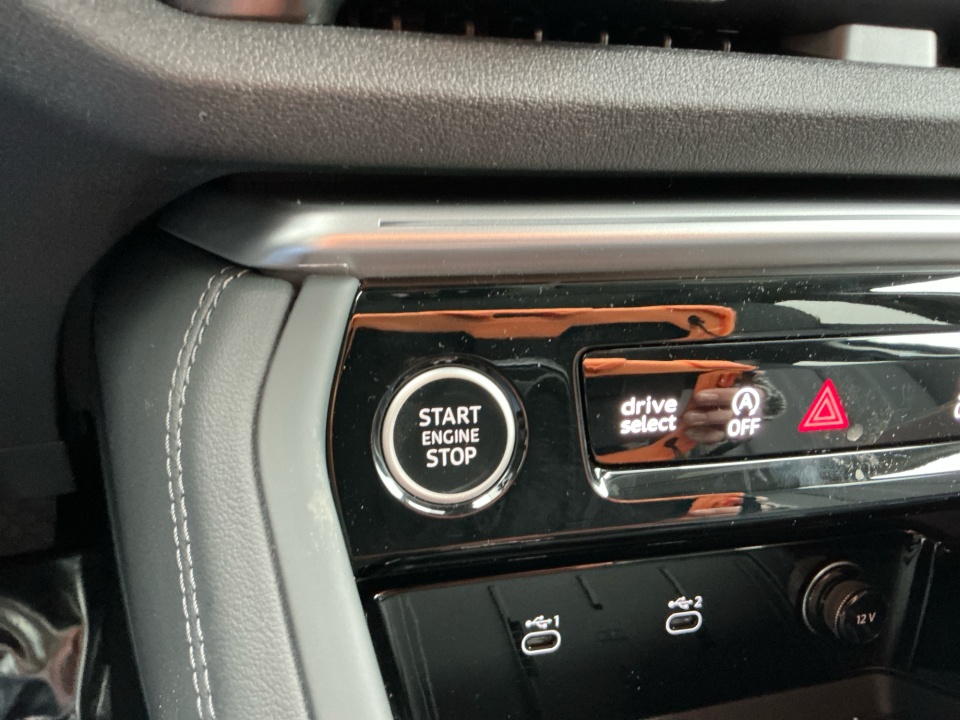 START
ENGINE
STOP
drive
select
A
OFF
1
2
12 V